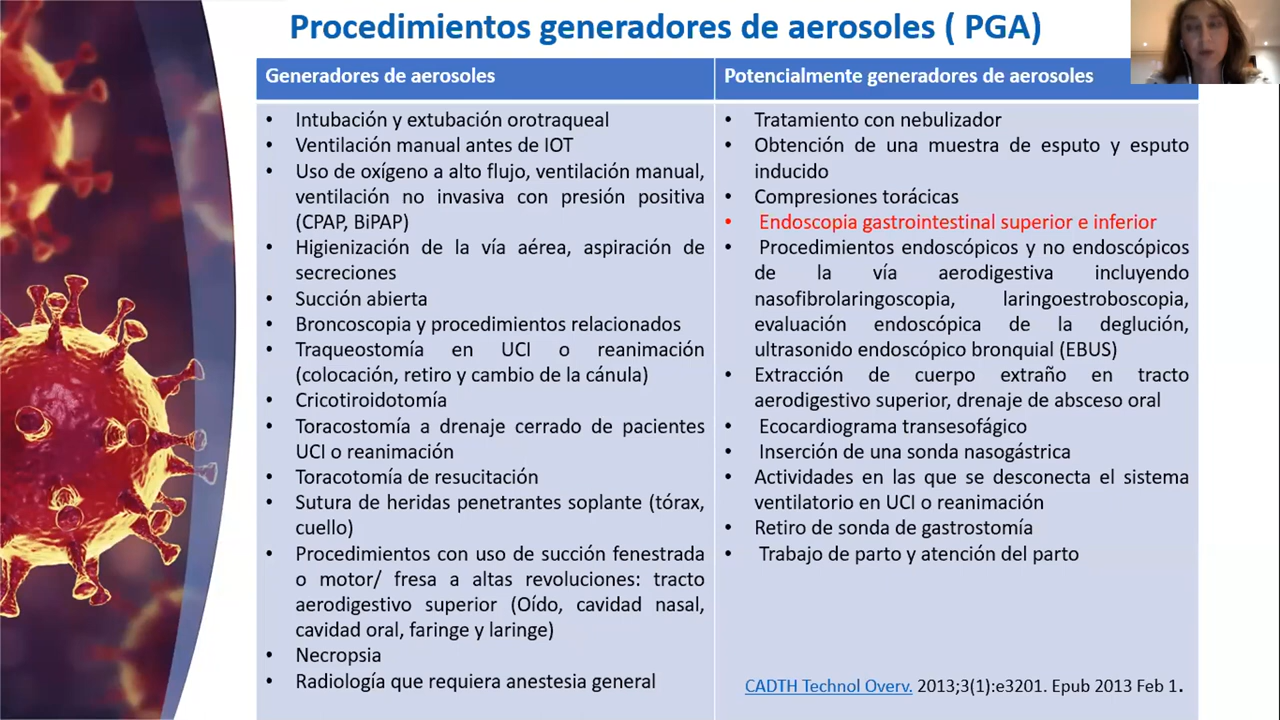 Procedimientos generadores de aerosoles ( PGA)
Generadores de aerosoles
• Intubación y extubación orotraqueal
• Ventilación manual antes de IOT
• Uso de oxígeno a alto flujo, ventilación manual,
ventilación no invasiva con presión positiva
(CPAP, BiPAP)
• Higienización de la vía aérea, aspiración de
secreciones
• Succión abierta
• Broncoscopia y procedimientos relacionados
• Traqueostomía en UCI o reanimación
(colocación, retiro y cambio de la cánula)
• Cricotiroidotomía
• Toracostomía a drenaje cerrado de pacientes
UCI o reanimación
• Toracotomía de resucitación
• Sutura de heridas penetrantes soplante (tórax,
cuello)
• Procedimientos con uso de succión fenestrada
o motor/ fresa a altas revoluciones: tracto
aerodigestivo superior (Oído, cavidad nasal,
cavidad oral, faringe y laringe)
• Necropsia
• Radiología que requiera anestesia general
Potencialmente generadores de aerosoles
• Tratamiento con nebulizador
• Obtención de una muestra de esputo y esputo
inducido
• Compresiones torácicas
• Endoscopia gastrointestinal superior e inferior
• Procedimientos endoscópicos y no endoscópicos
de la vía aerodigestiva incluyendo
nasofibrolaringoscopia, laringoestroboscopia,
evaluación endoscópica de la deglución,
ultrasonido endoscópico bronquial (EBUS)
• Extracción de cuerpo extraño en tracto
aerodigestivo superior, drenaje de absceso oral
• Ecocardiograma transesofágico
• Inserción de una sonda nasogástrica
• Actividades en las que se desconecta el sistema
ventilatorio en UCI o reanimación
• Retiro de sonda de gastrostomía
• Trabajo de parto y atención del parto
CADTH Technol Overv. 2013;3(1):e3201. Epub 2013 Feb 1.